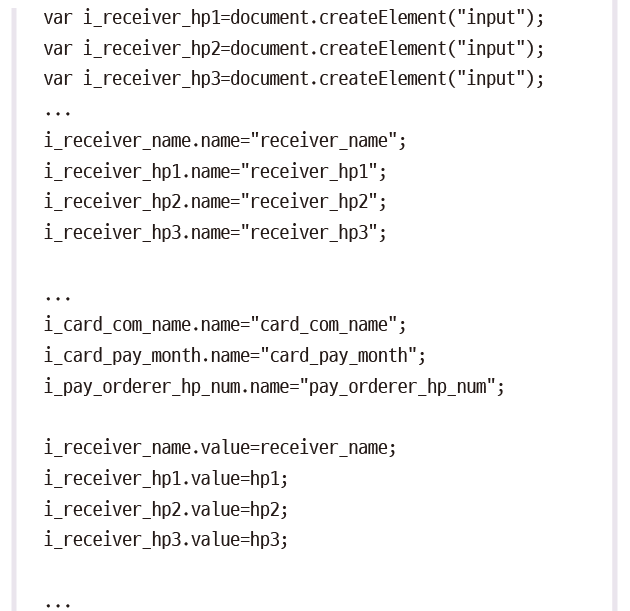 var i_receiver_hp1=document.createElement("input");
var i_receiver_hp2=document.createElement("input");
var i_receiver_hp3=document.createElement("input");
...
i_receiver_name.name="receiver_name";
i_receiver_hp1.name="receiver_hp1";
i_receiver_hp2.name="receiver_hp2";
i_receiver_hp3.name="receiver_hp3";
...
i_card_com_name.name="card_com_name";
i_card_pay_month.name="card_pay_month";
i_pay_orderer_hp_num.name="pay_orderer_hp_num";
i_receiver_name.value=receiver_name;
i_receiver_hp1.value=hp1;
i_receiver_hp2.value=hp2;
i_receiver_hp3.value=hp3;
...